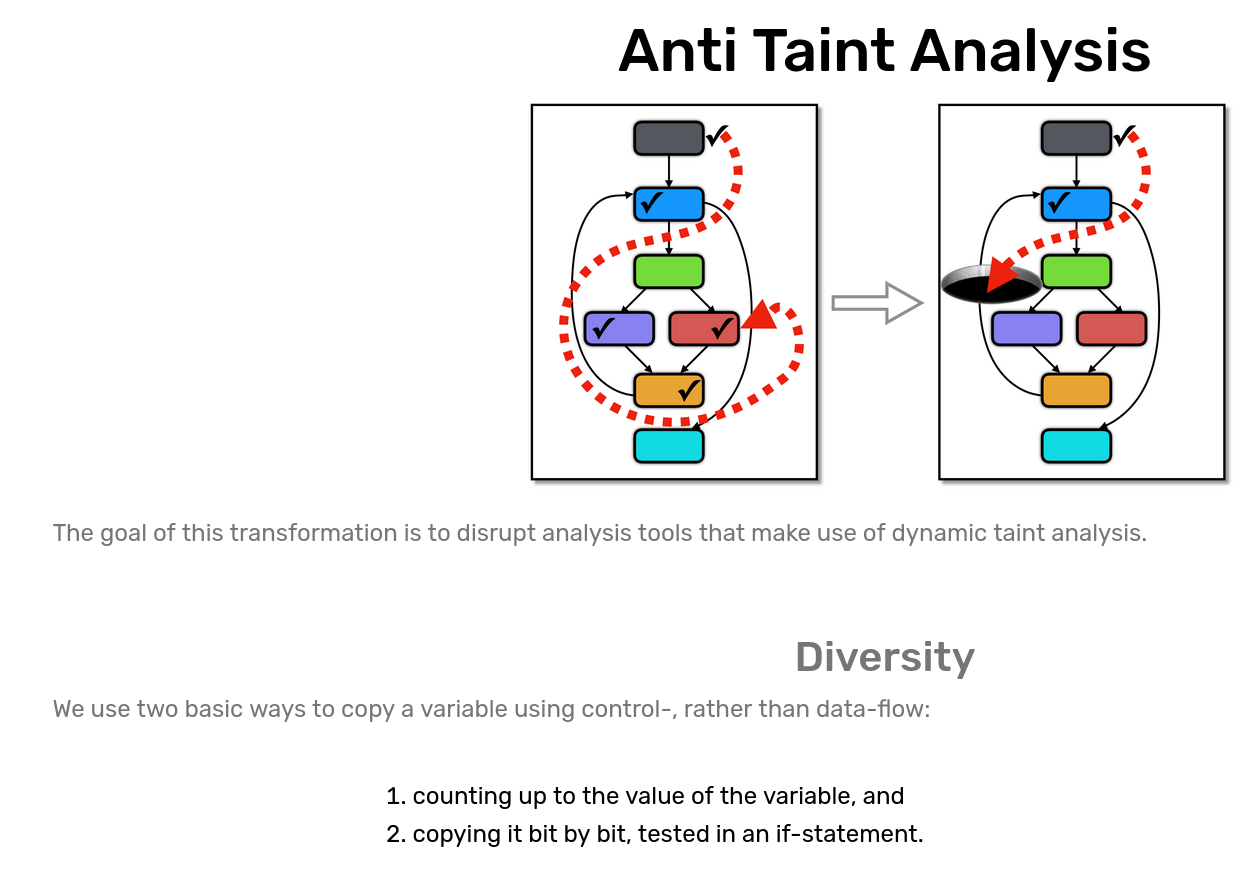 Anti Taint Analysis
The goal of this transformation is to disrupt analysis tools that make use of dynamic taint analysis.
Diversity
We use two basic ways to copy a variable using control-, rather than data-flow:
1. counting up to the value of the variable, and
2. copying it bit by bit, tested in an if-statement.